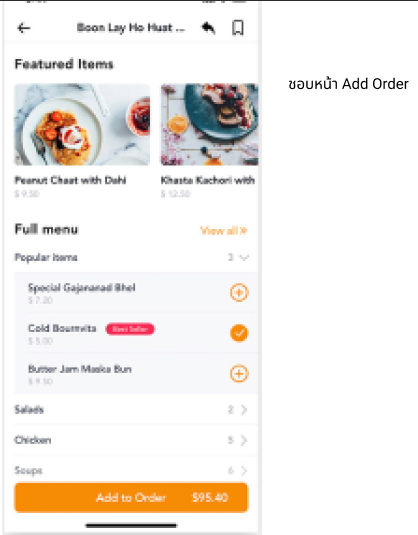 Boon Lay Ho Huat ...
ชอบหน้า Add Order
Featured Items
Peanut Chaat with Dahi
$ 9.50
Khasta Kachori with
$ 12.50
Full menu
View all »
Popular items
3
Special Gajananad Bhel
$ 7.20
Cold Bournvita
Best Seller
$ 5.00
Butter Jam Maska Bun
$ 9.50
Salads
2
Chicken
5
Soups
6
Add to Order $95.40